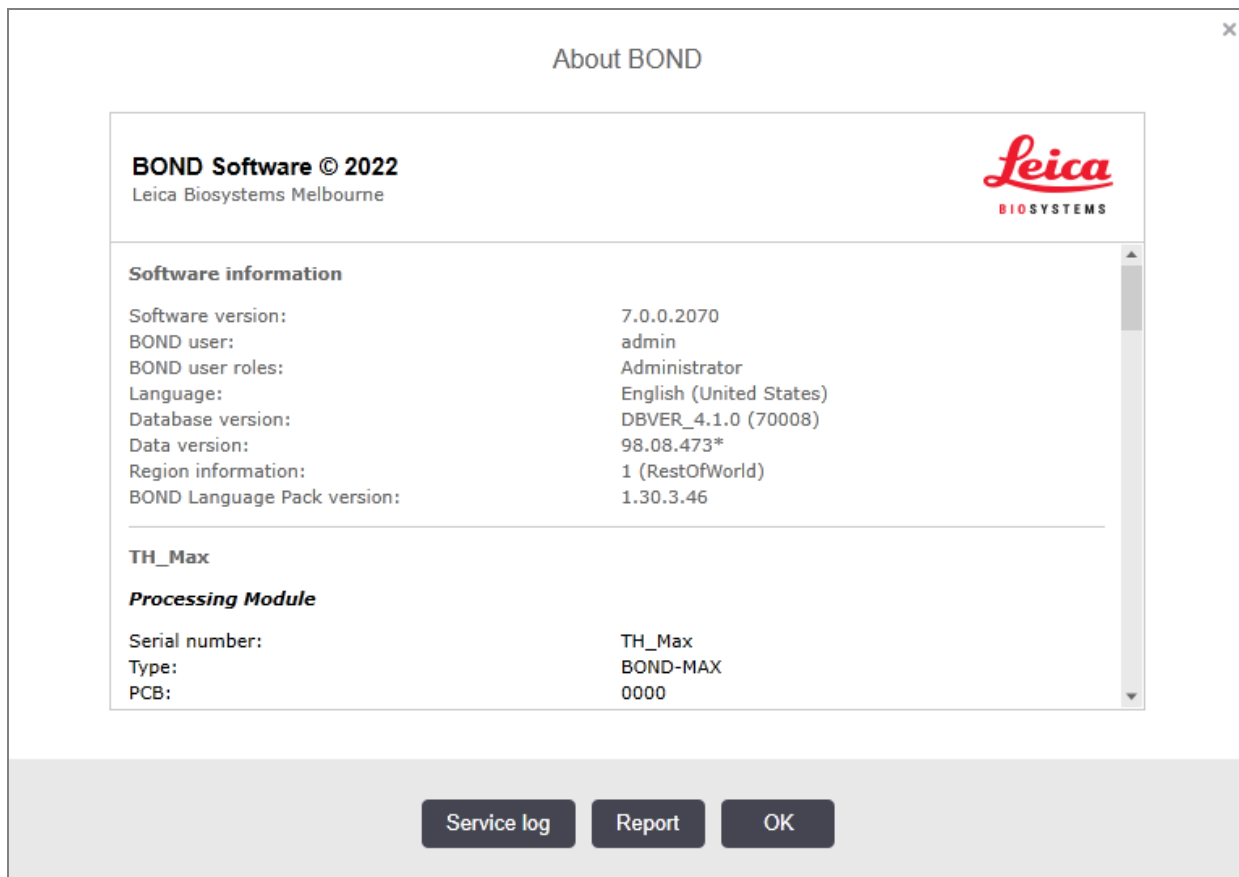 About BOND
BOND Software © 2022
Leica Biosystems Melbourne
Leica
BIOSYSTEMS
Software information
Software version: 7.0.0.2070
BOND user: admin
BOND user roles: Administrator
Language: English (United States)
Database version: DBVER_4.1.0 (70008)
Data version: 98.08.473*
Region information: 1 (RestOfWorld)
BOND Language Pack version: 1.30.3.46
TH_Max
Processing Module
Serial number: TH_Max
Type: BOND-MAX
PCB: 0000
Service log Report OK